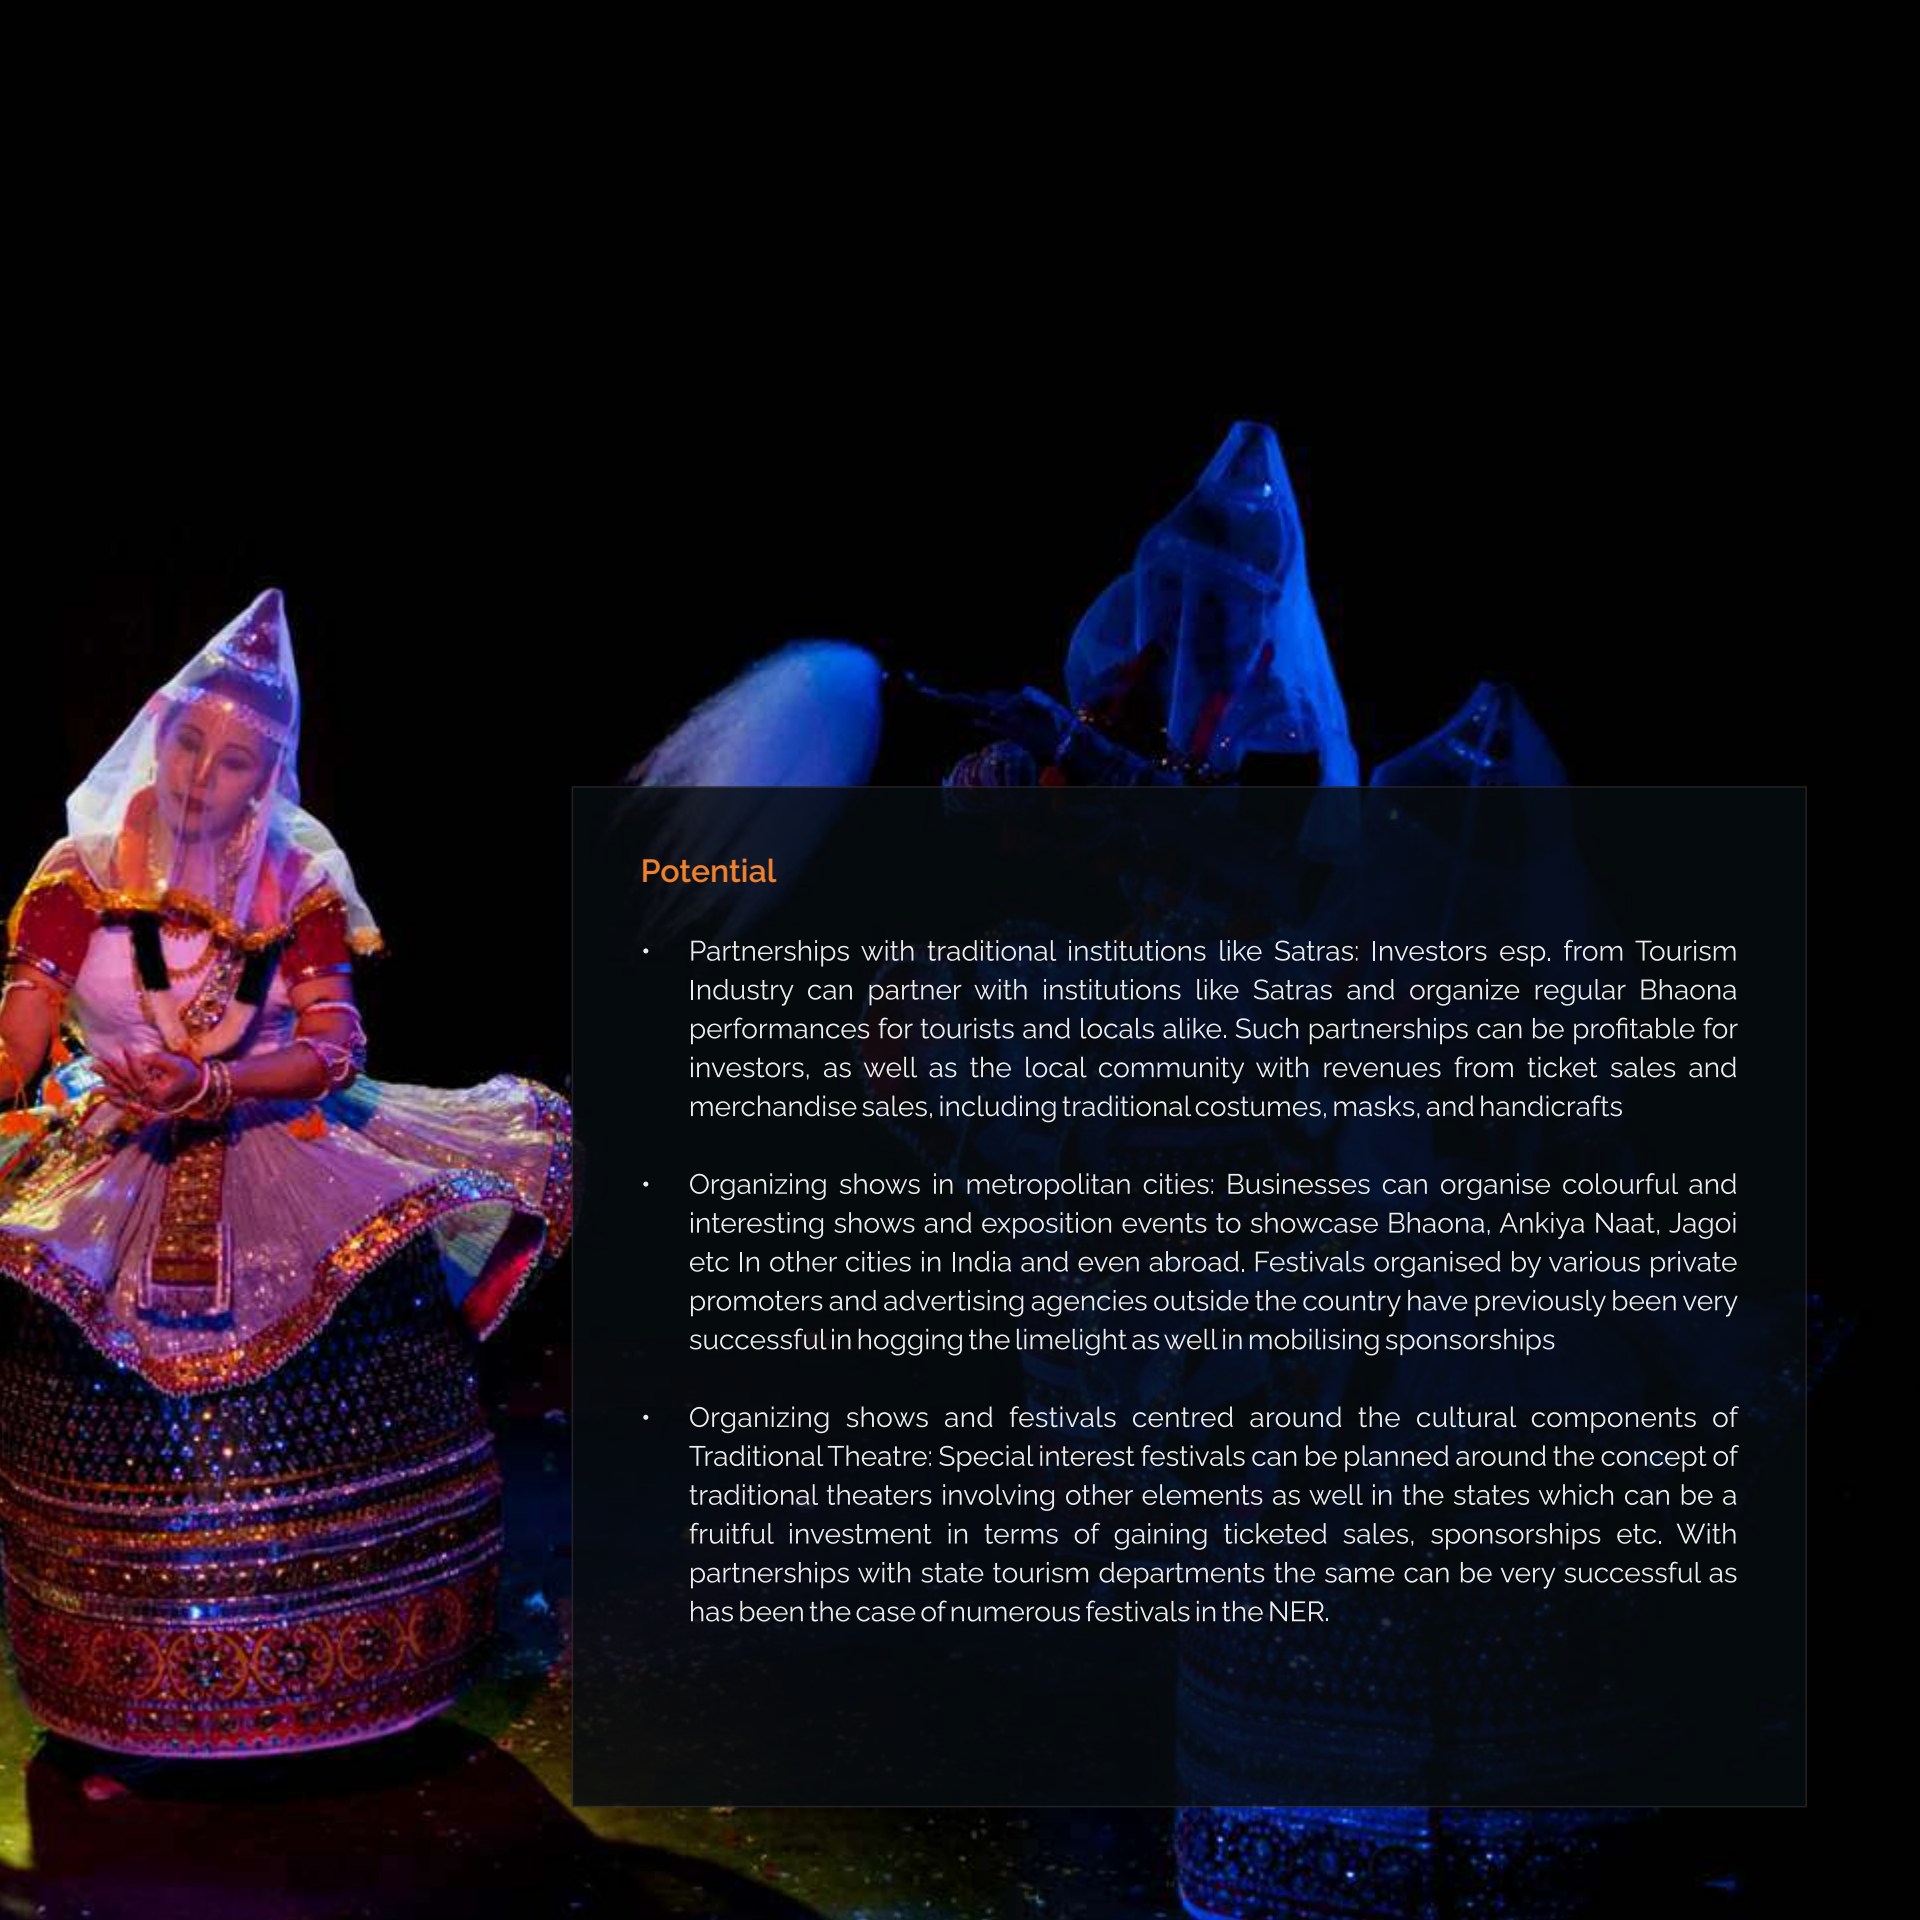 Potential
• Partnerships with traditional institutions like Satras: Investors esp. from Tourism
Industry can partner with institutions like Satras and organize regular Bhaona
performances for tourists and locals alike. Such partnerships can be profitable for
investors, as well as the local community with revenues from ticket sales and
merchandise sales, including traditional costumes, masks, and handicrafts
• Organizing shows in metropolitan cities: Businesses can organise colourful and
interesting shows and exposition events to showcase Bhaona, Ankiya Naat, Jagoi
etc In other cities in India and even abroad. Festivals organised by various private
promoters and advertising agencies outside the country have previously been very
successful in hogging the limelight as well in mobilising sponsorships
• Organizing shows and festivals centred around the cultural components of
Traditional Theatre: Special interest festivals can be planned around the concept of
traditional theaters involving other elements as well in the states which can be a
fruitful investment in terms of gaining ticketed sales, sponsorships etc. With
partnerships with state tourism departments the same can be very successful as
has been the case of numerous festivals in the NER.